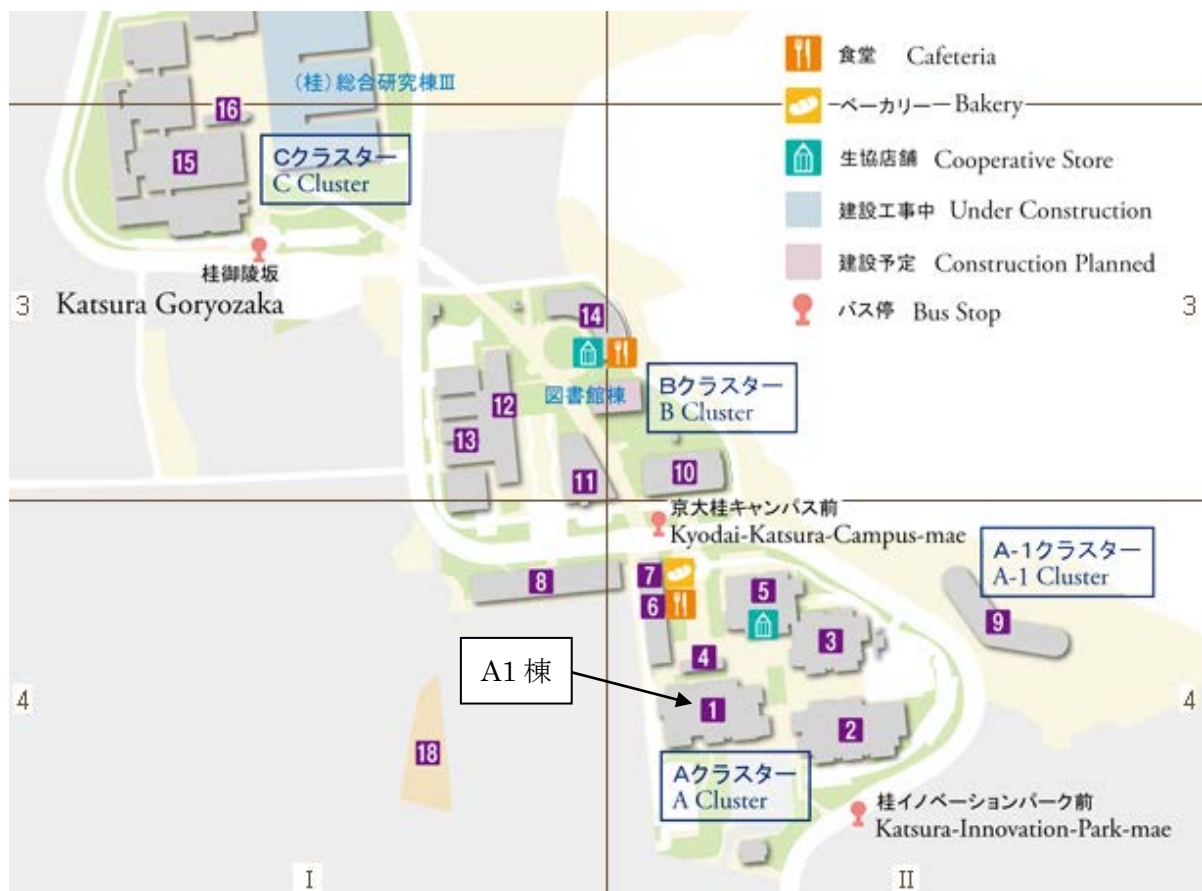 食堂 Cafeteria
ベーカリー Bakery
生協店舗 Cooperative Store
建設工事中 Under Construction
建設予定 Construction Planned
バス停 Bus Stop
(桂)総合研究棟Ⅲ
16
15
Cクラスター
C Cluster
桂御陵坂
Katsura Goryozaka
3
3
14
図書館棟
Bクラスター
B Cluster
12
13
11
10
京大桂キャンパス前
Kyodai-Katsura-Campus-mae
A-1クラスター
A-1 Cluster
8
7
6
5
9
3
4
A1 棟
1
2
4
4
18
Aクラスター
A Cluster
桂イノベーションパーク前
Katsura-Innovation-Park-mae
I
II